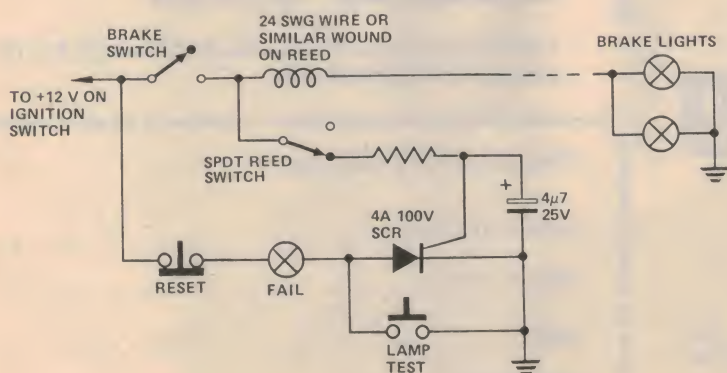 BRAKE
SWITCH
24 SWG WIRE OR
SIMILAR WOUND
ON REED
BRAKE LIGHTS
TO +12 V ON
IGNITION
SWITCH
SPDT REED
SWITCH
+
4μ7
25V
4A 100V
SCR
RESET
FAIL
LAMP
TEST